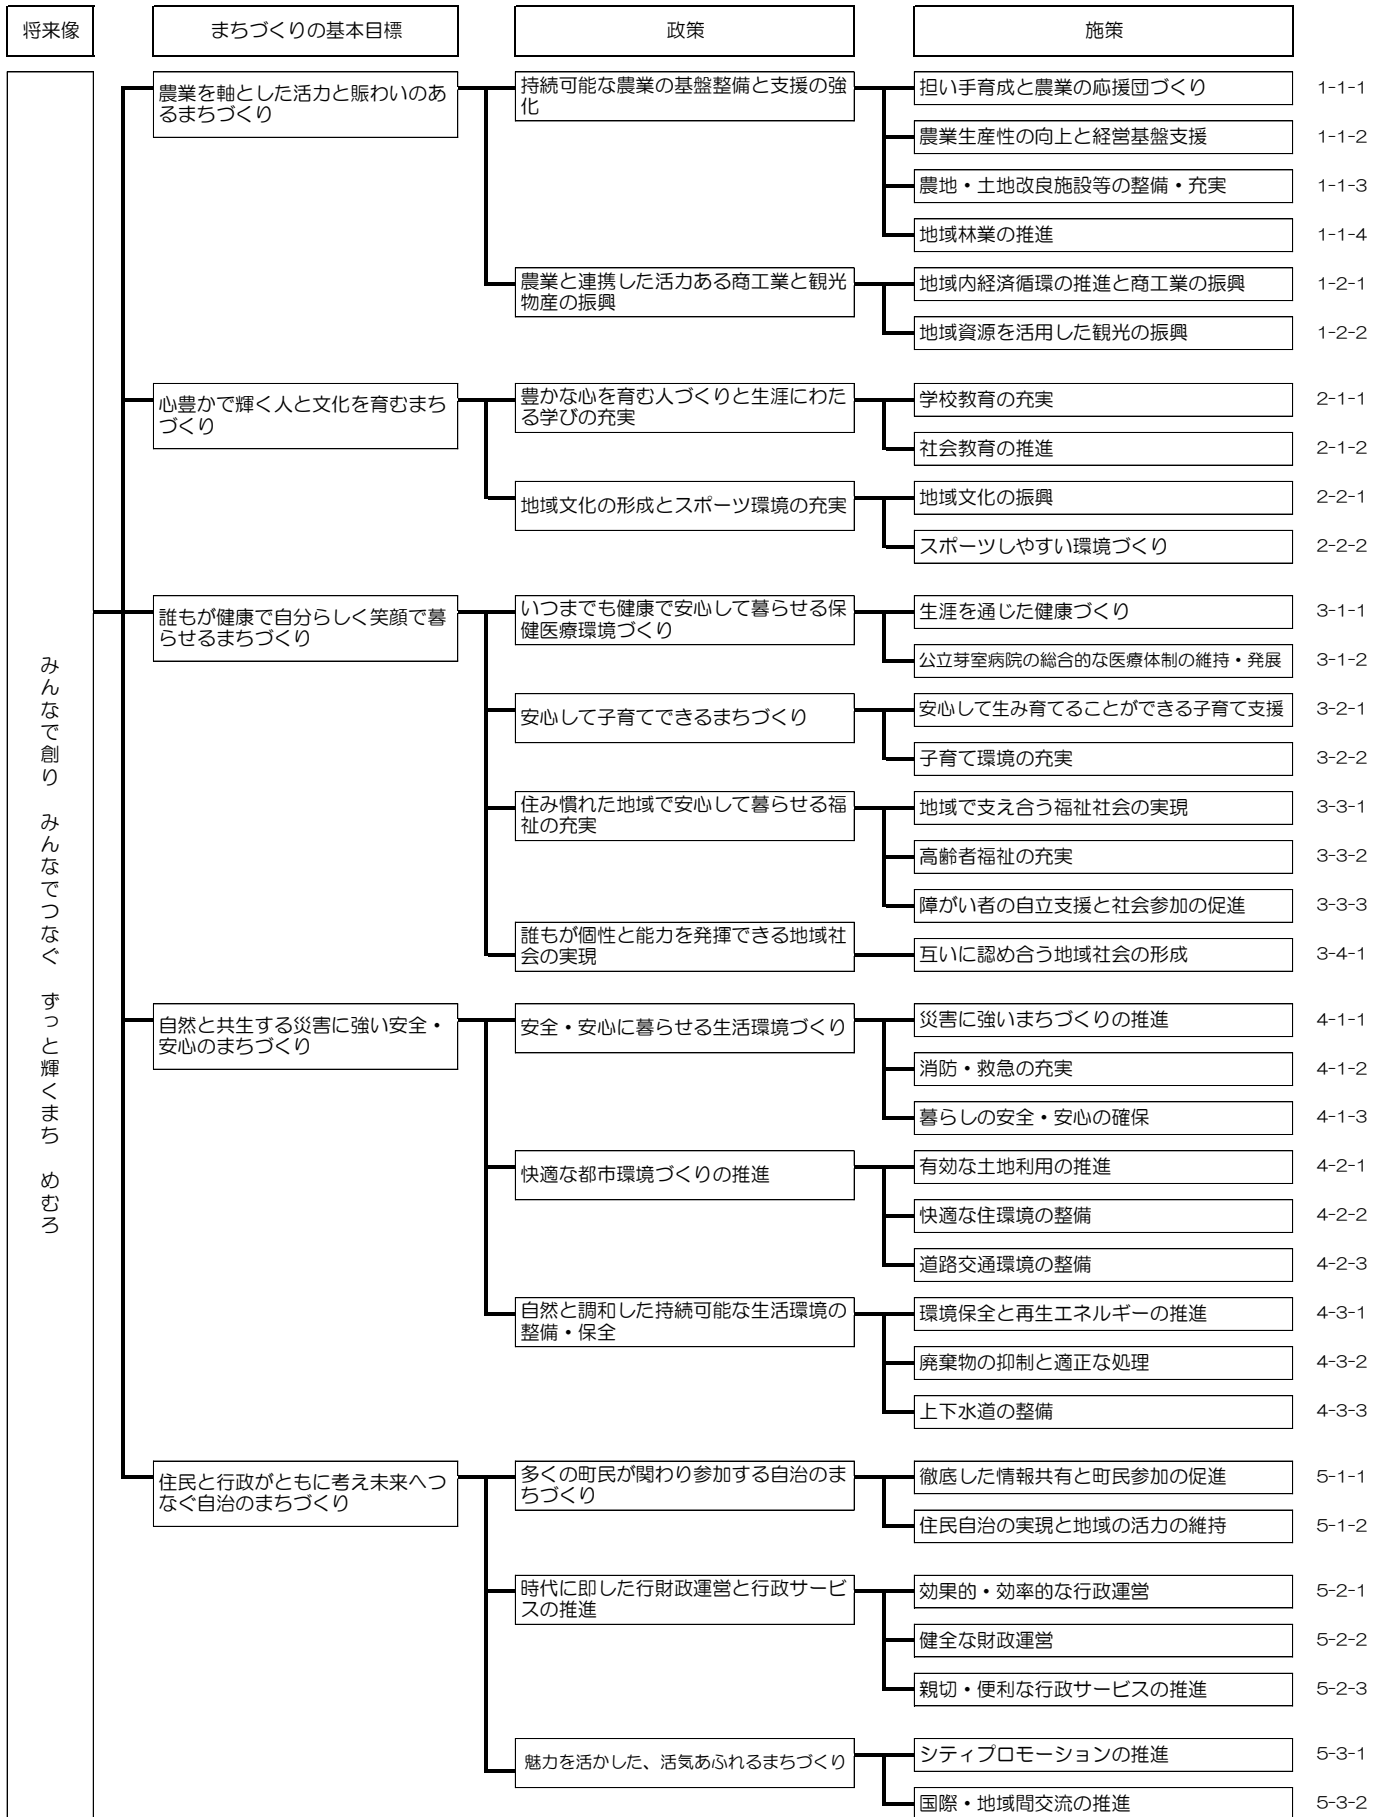 将来像
まちづくりの基本目標
政策
施策
みんなで創り　みんなでつなぐ　ずっと輝くまち　めむろ
農業を軸とした活力と賑わいのあ
るまちづくり
持続可能な農業の基盤整備と支援の強
化
担い手育成と農業の応援団づくり
1-1-1
農業生産性の向上と経営基盤支援
1-1-2
農地・土地改良施設等の整備・充実
1-1-3
地域林業の推進
1-1-4
農業と連携した活力ある商工業と観光
物産の振興
地域内経済循環の推進と商工業の振興
1-2-1
地域資源を活用した観光の振興
1-2-2
心豊かで輝く人と文化を育むまち
づくり
豊かな心を育む人づくりと生涯にわた
る学びの充実
学校教育の充実
2-1-1
社会教育の推進
2-1-2
地域文化の形成とスポーツ環境の充実
地域文化の振興
2-2-1
スポーツしやすい環境づくり
2-2-2
誰もが健康で自分らしく笑顔で暮
らせるまちづくり
いつまでも健康で安心して暮らせる保
健医療環境づくり
生涯を通じた健康づくり
3-1-1
公立芽室病院の総合的な医療体制の維持・発展
3-1-2
安心して子育てできるまちづくり
安心して生み育てることができる子育て支援
3-2-1
子育て環境の充実
3-2-2
住み慣れた地域で安心して暮らせる福
祉の充実
地域で支え合う福祉社会の実現
3-3-1
高齢者福祉の充実
3-3-2
障がい者の自立支援と社会参加の促進
3-3-3
誰もが個性と能力を発揮できる地域社
会の実現
互いに認め合う地域社会の形成
3-4-1
自然と共生する災害に強い安全・
安心のまちづくり
安全・安心に暮らせる生活環境づくり
災害に強いまちづくりの推進
4-1-1
消防・救急の充実
4-1-2
暮らしの安全・安心の確保
4-1-3
快適な都市環境づくりの推進
有効な土地利用の推進
4-2-1
快適な住環境の整備
4-2-2
道路交通環境の整備
4-2-3
自然と調和した持続可能な生活環境の
整備・保全
環境保全と再生エネルギーの推進
4-3-1
廃棄物の抑制と適正な処理
4-3-2
上下水道の整備
4-3-3
住民と行政がともに考え未来へつ
なぐ自治のまちづくり
多くの町民が関わり参加する自治のま
ちづくり
徹底した情報共有と町民参加の促進
5-1-1
住民自治の実現と地域の活力の維持
5-1-2
時代に即した行財政運営と行政サービ
スの推進
効果的・効率的な行政運営
5-2-1
健全な財政運営
5-2-2
親切・便利な行政サービスの推進
5-2-3
魅力を活かした、活気あふれるまちづくり
シティプロモーションの推進
5-3-1
国際・地域間交流の推進
5-3-2